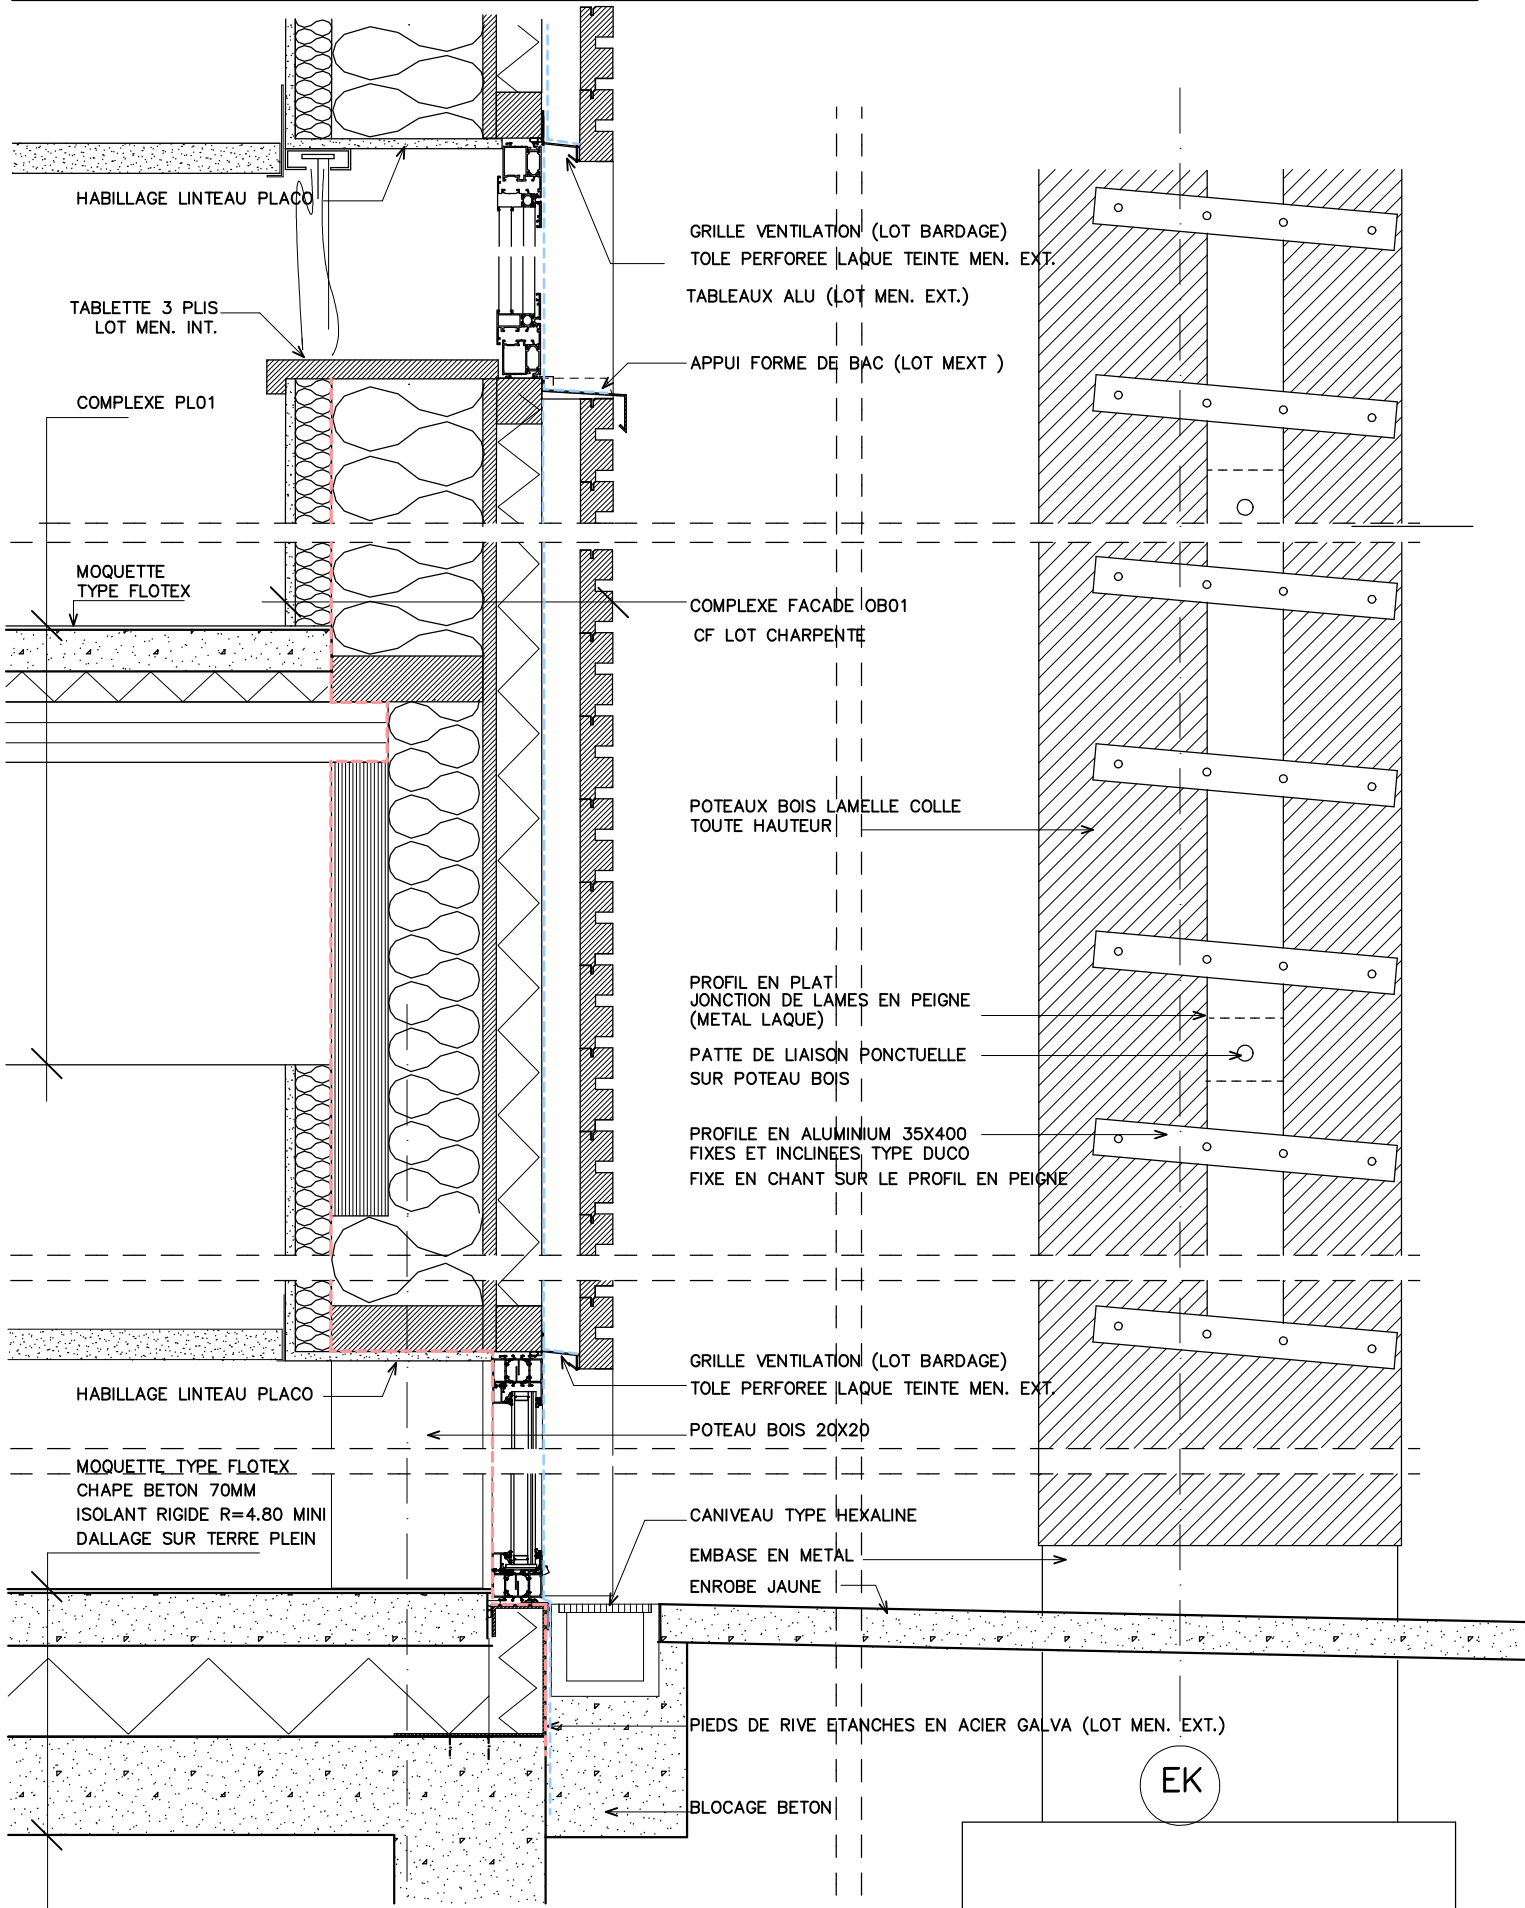 HABILLAGE LINTEAU PLACO
GRILLE VENTILATION (LOT BARDAGE)
TOLE PERFOREE LAQUE TEINTE MEN. EXT.
TABLEAUX ALU (LOT MEN. EXT.)
TABLETTE 3 PLIS
LOT MEN. INT.
APPUI FORME DE BAC (LOT MEXT )
COMPLEXE PL01
MOQUETTE
TYPE FLOTEX
COMPLEXE FACADE OB01
CF LOT CHARPENTE
POTEAUX BOIS LAMELLE COLLE
TOUTE HAUTEUR
PROFIL EN PLAT
JONCTION DE LAMES EN PEIGNE
(METAL LAQUE)
PATTE DE LIAISON PONCTUELLE
SUR POTEAU BOIS
PROFILE EN ALUMINIUM 35X400
FIXES ET INCLINEES TYPE DUCO
FIXE EN CHANT SUR LE PROFIL EN PEIGNE
GRILLE VENTILATION (LOT BARDAGE)
TOLE PERFOREE LAQUE TEINTE MEN. EXT.
HABILLAGE LINTEAU PLACO
POTEAU BOIS 20X20
MOQUETTE TYPE FLOTEX
CHAPE BETON 70MM
ISOLANT RIGIDE R=4.80 MINI
DALLAGE SUR TERRE PLEIN
CANIVEAU TYPE HEXALINE
EMBASE EN METAL
ENROBE JAUNE
PIEDS DE RIVE ETANCHES EN ACIER GALVA (LOT MEN. EXT.)
EK
BLOCAGE BETON